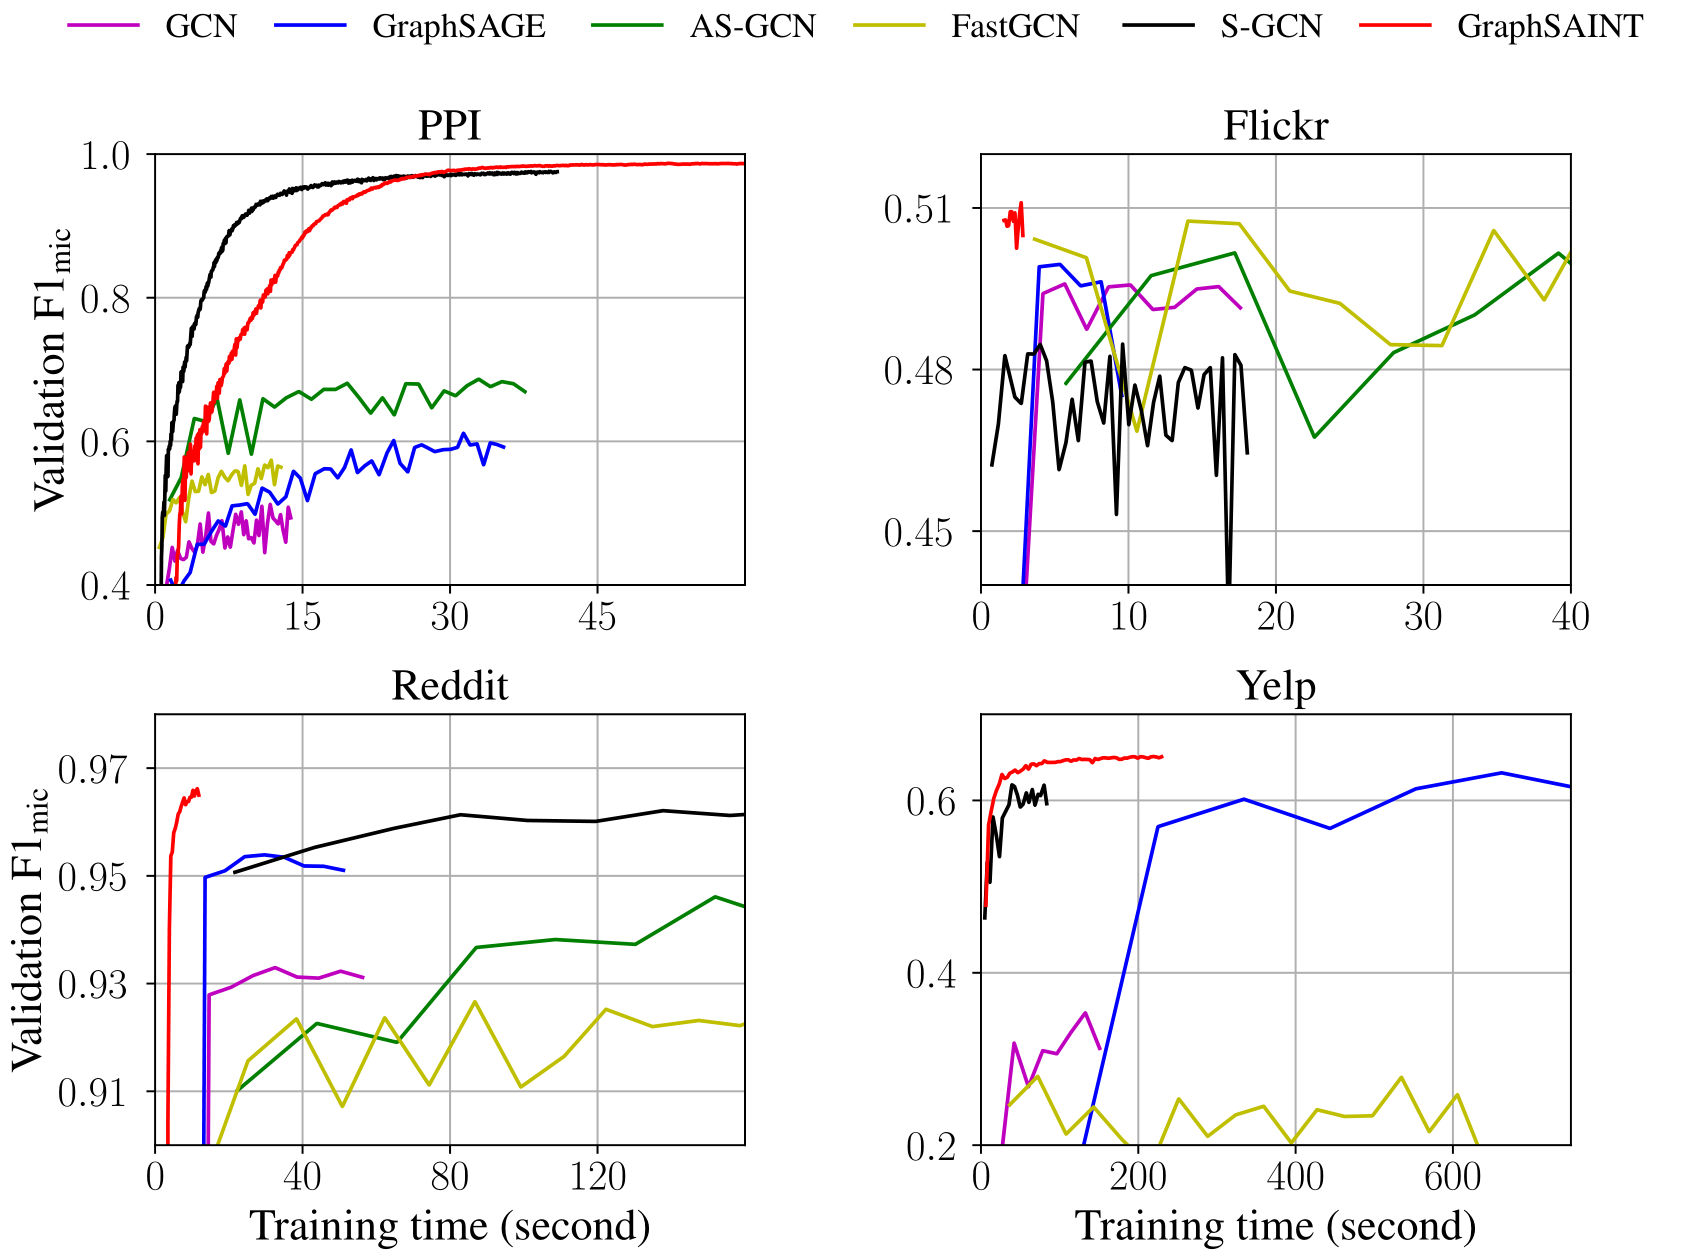 GCN GraphSAGE AS-GCN FastGCN S-GCN GraphSAINT
PPI
Validation F1mic
1.0
0.8
0.6
0.4
0 15 30 45
Flickr
0.51
0.48
0.45
0 10 20 30 40
Reddit
Validation F1mic
0.97
0.95
0.93
0.91
0 40 80 120
Training time (second)
Yelp
0.6
0.4
0.2
0 200 400 600
Training time (second)